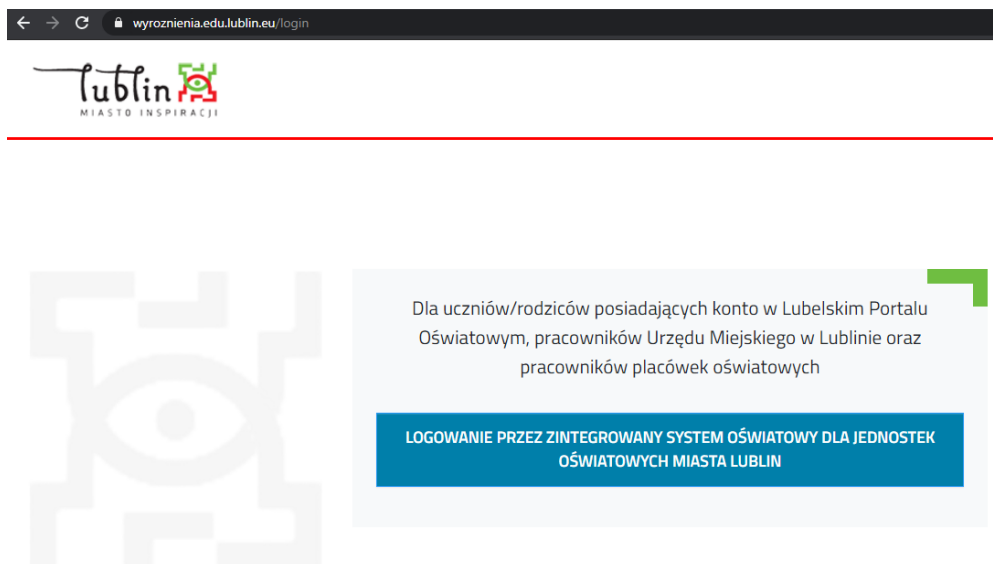 wyroznienia.edu.lublin.eu/login
lublin
MIASTO INSPIRACJI
Dla uczniów/rodziców posiadających konto w Lubelskim Portalu
Oświatowym, pracowników Urzędu Miejskiego w Lublinie oraz
pracowników placówek oświatowych
LOGOWANIE PRZEZ ZINTEGROWANY SYSTEM OŚWIATOWY DLA JEDNOSTEK
OŚWIATOWYCH MIASTA LUBLIN